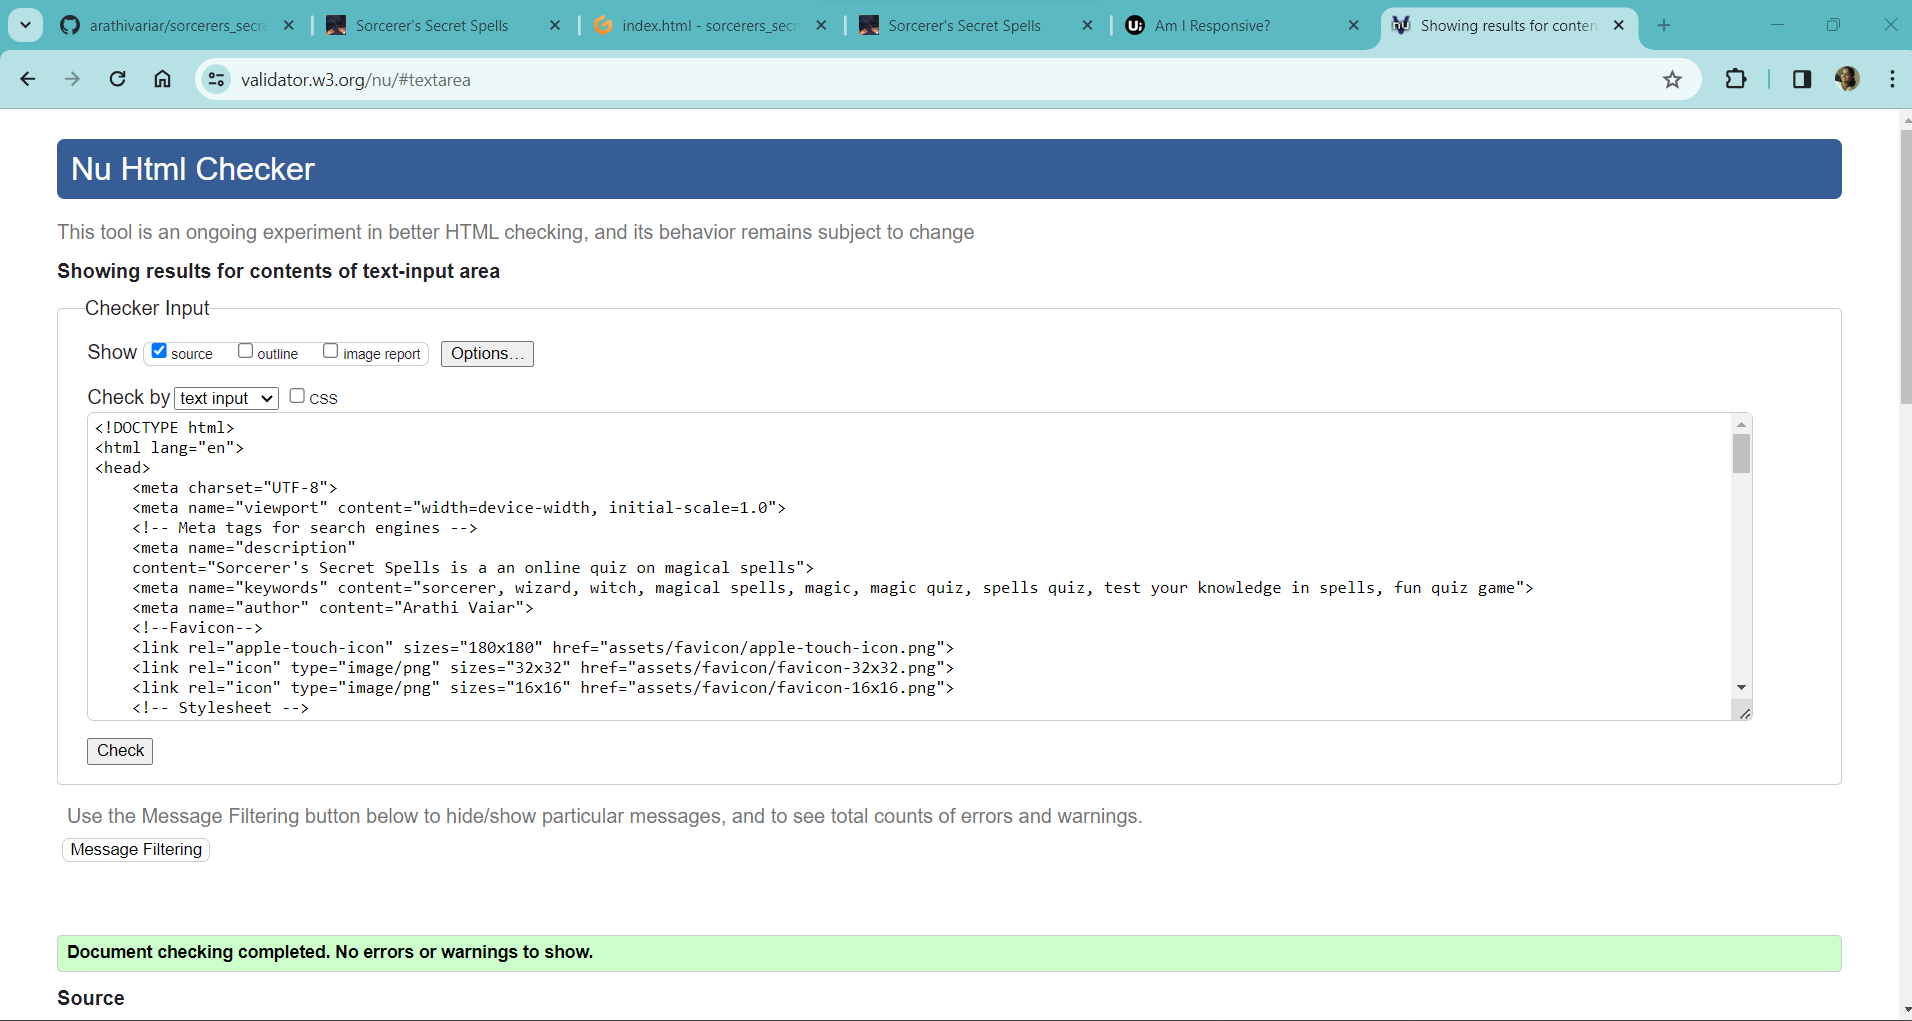 arathivariar/sorcerers_secre
Sorcerer's Secret Spells
index.html - sorcerers_secr
Sorcerer's Secret Spells
Am I Responsive?
Showing results for conten
validator.w3.org/nu/#textarea
Nu Html Checker
This tool is an ongoing experiment in better HTML checking, and its behavior remains subject to change
Showing results for contents of text-input area
Checker Input
Show source outline image report Options...
Check by text input CSS
<!DOCTYPE html>
<html lang="en">
<head>
<meta charset="UTF-8">
<meta name="viewport" content="width=device-width, initial-scale=1.0">
<!-- Meta tags for search engines -->
<meta name="description"
content="Sorcerer's Secret Spells is a an online quiz on magical spells">
<meta name="keywords" content="sorcerer, wizard, witch, magical spells, magic, magic quiz, spells quiz, test your knowledge in spells, fun quiz game">
<meta name="author" content="Arathi Vaiar">
<!--Favicon-->
<link rel="apple-touch-icon" sizes="180x180" href="assets/favicon/apple-touch-icon.png">
<link rel="icon" type="image/png" sizes="32x32" href="assets/favicon/favicon-32x32.png">
<link rel="icon" type="image/png" sizes="16x16" href="assets/favicon/favicon-16x16.png">
<!-- Stylesheet -->
Check
Use the Message Filtering button below to hide/show particular messages, and to see total counts of errors and warnings.
Message Filtering
Document checking completed. No errors or warnings to show.
Source